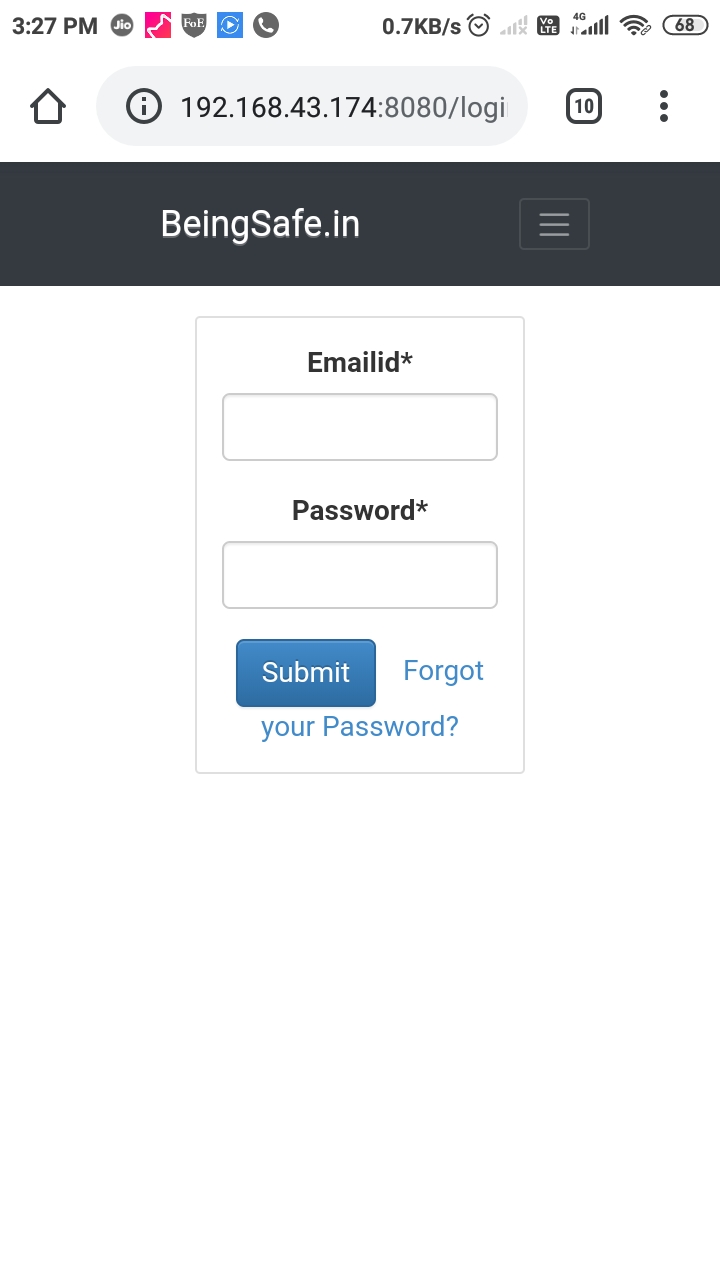 3:27 PM Jio FoE 0.7KB/s Vo LTE 4G 68
192.168.43.174:8080/logi
10
BeingSafe.in
Emailid*
Password*
Submit Forgot
your Password?